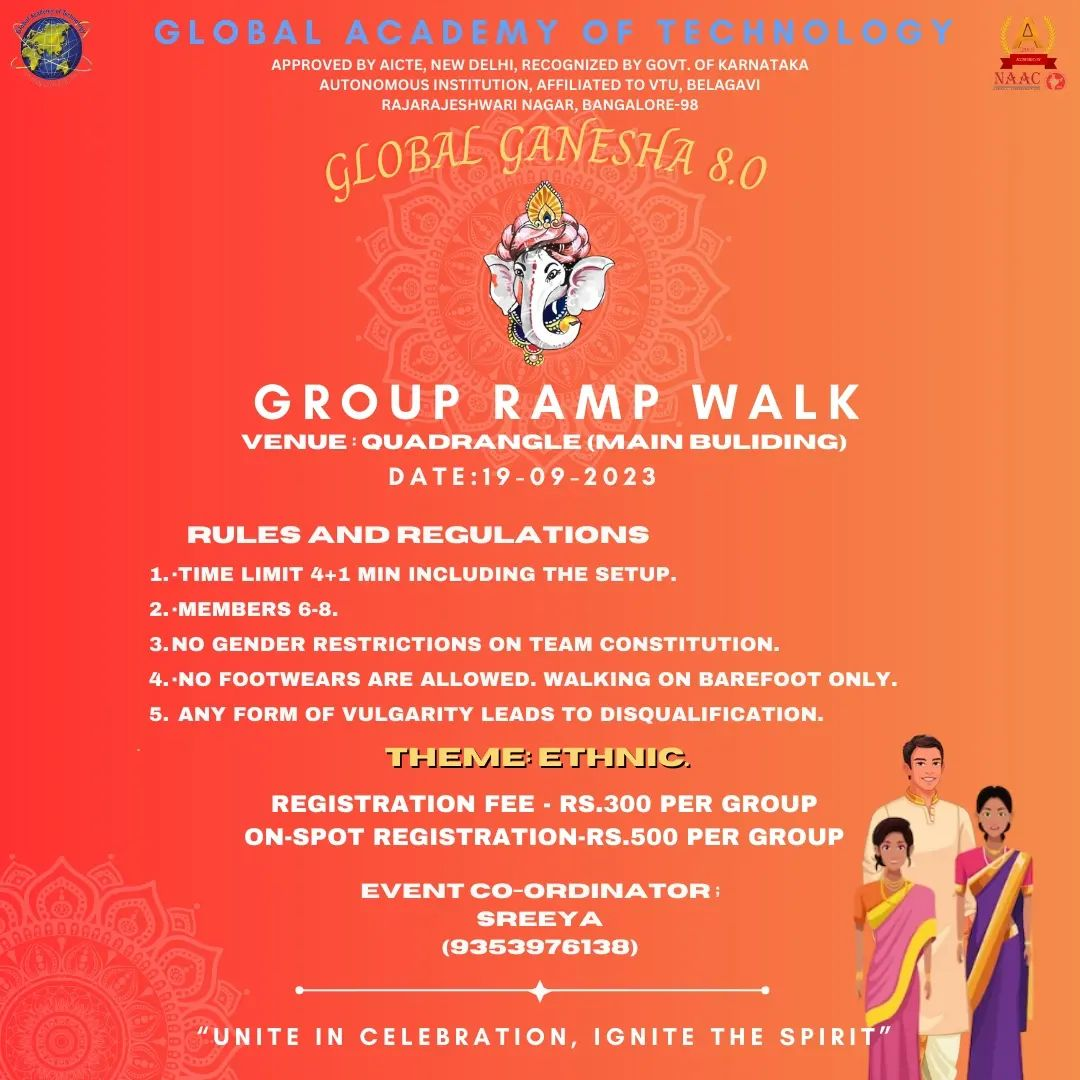 GLOBAL ACADEMY OF TECHNOLOGY
APPROVED BY AICTE, NEW DELHI, RECOGNIZED BY GOVT. OF KARNATAKA
AUTONOMOUS INSTITUTION, AFFILIATED TO VTU, BELAGAVI
RAJARAJESHWARI NAGAR, BANGALORE-98
NAAC
GLOBAL GANESHA 8.0
GROUP RAMP WALK
VENUE : QUADRANGLE (MAIN BULIDING)
DATE:19-09-2023
RULES AND REGULATIONS
1. ·TIME LIMIT 4+1 MIN INCLUDING THE SETUP.
2. ·MEMBERS 6-8.
3. NO GENDER RESTRICTIONS ON TEAM CONSTITUTION.
4. ·NO FOOTWEARS ARE ALLOWED. WALKING ON BAREFOOT ONLY.
5. ANY FORM OF VULGARITY LEADS TO DISQUALIFICATION.
THEME: ETHNIC.
REGISTRATION FEE - RS.300 PER GROUP
ON-SPOT REGISTRATION-RS.500 PER GROUP
EVENT CO-ORDINATOR ;
SREEYA
(9353976138)
“UNITE IN CELEBRATION, IGNITE THE SPIRIT”